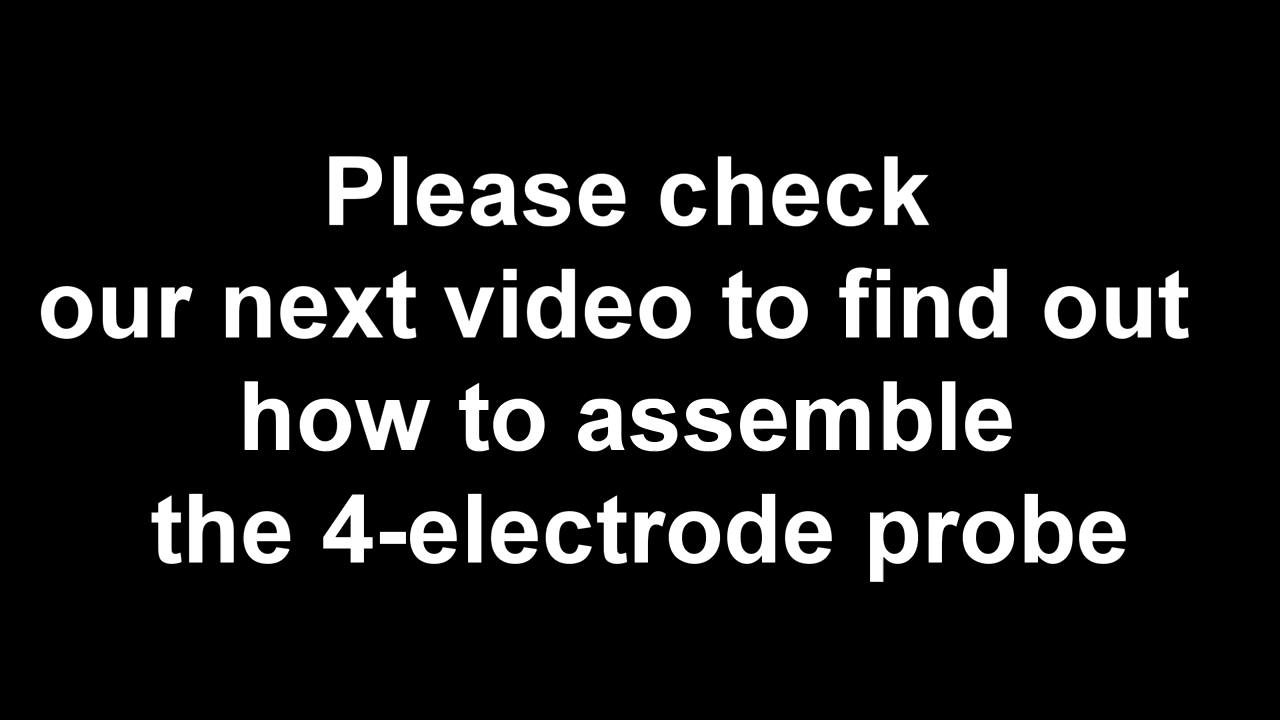 Please check
our next video to find out
how to assemble
the 4-electrode probe